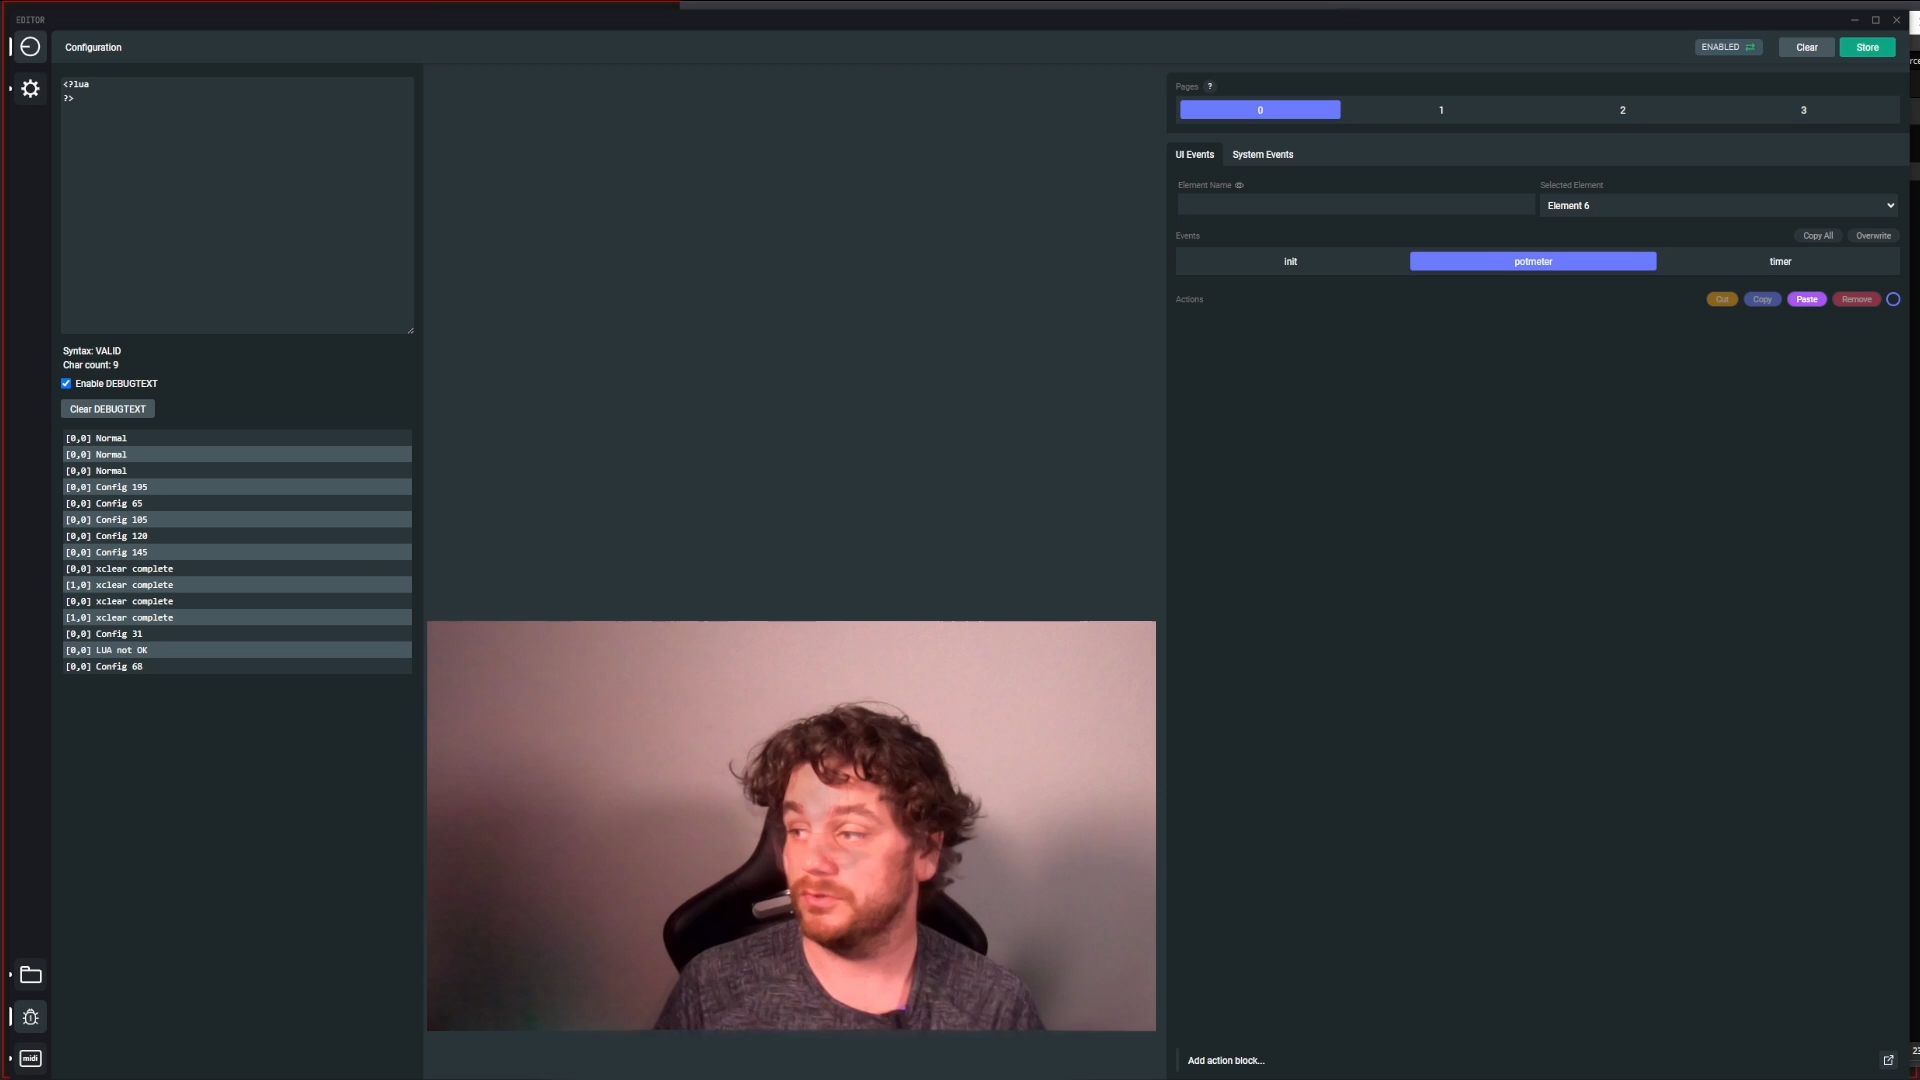 EDITOR
Configuration
ENABLED
Clear
Store
<?lua
?>
Syntax: VALID
Char count: 9
Enable DEBUGTEXT
Clear DEBUGTEXT
[0,0] Normal
[0,0] Normal
[0,0] Normal
[0,0] Config 195
[0,0] Config 65
[0,0] Config 105
[0,0] Config 120
[0,0] Config 145
[0,0] xclear complete
[1,0] xclear complete
[0,0] xclear complete
[1,0] xclear complete
[0,0] Config 31
[0,0] LUA not OK
[0,0] Config 68
midi
Pages ?
0 1 2 3
UI Events System Events
Element Name Selected Element
Element 6
Events Copy All Overwrite
init potmeter timer
Actions Cut Copy Paste Remove
Add action block...